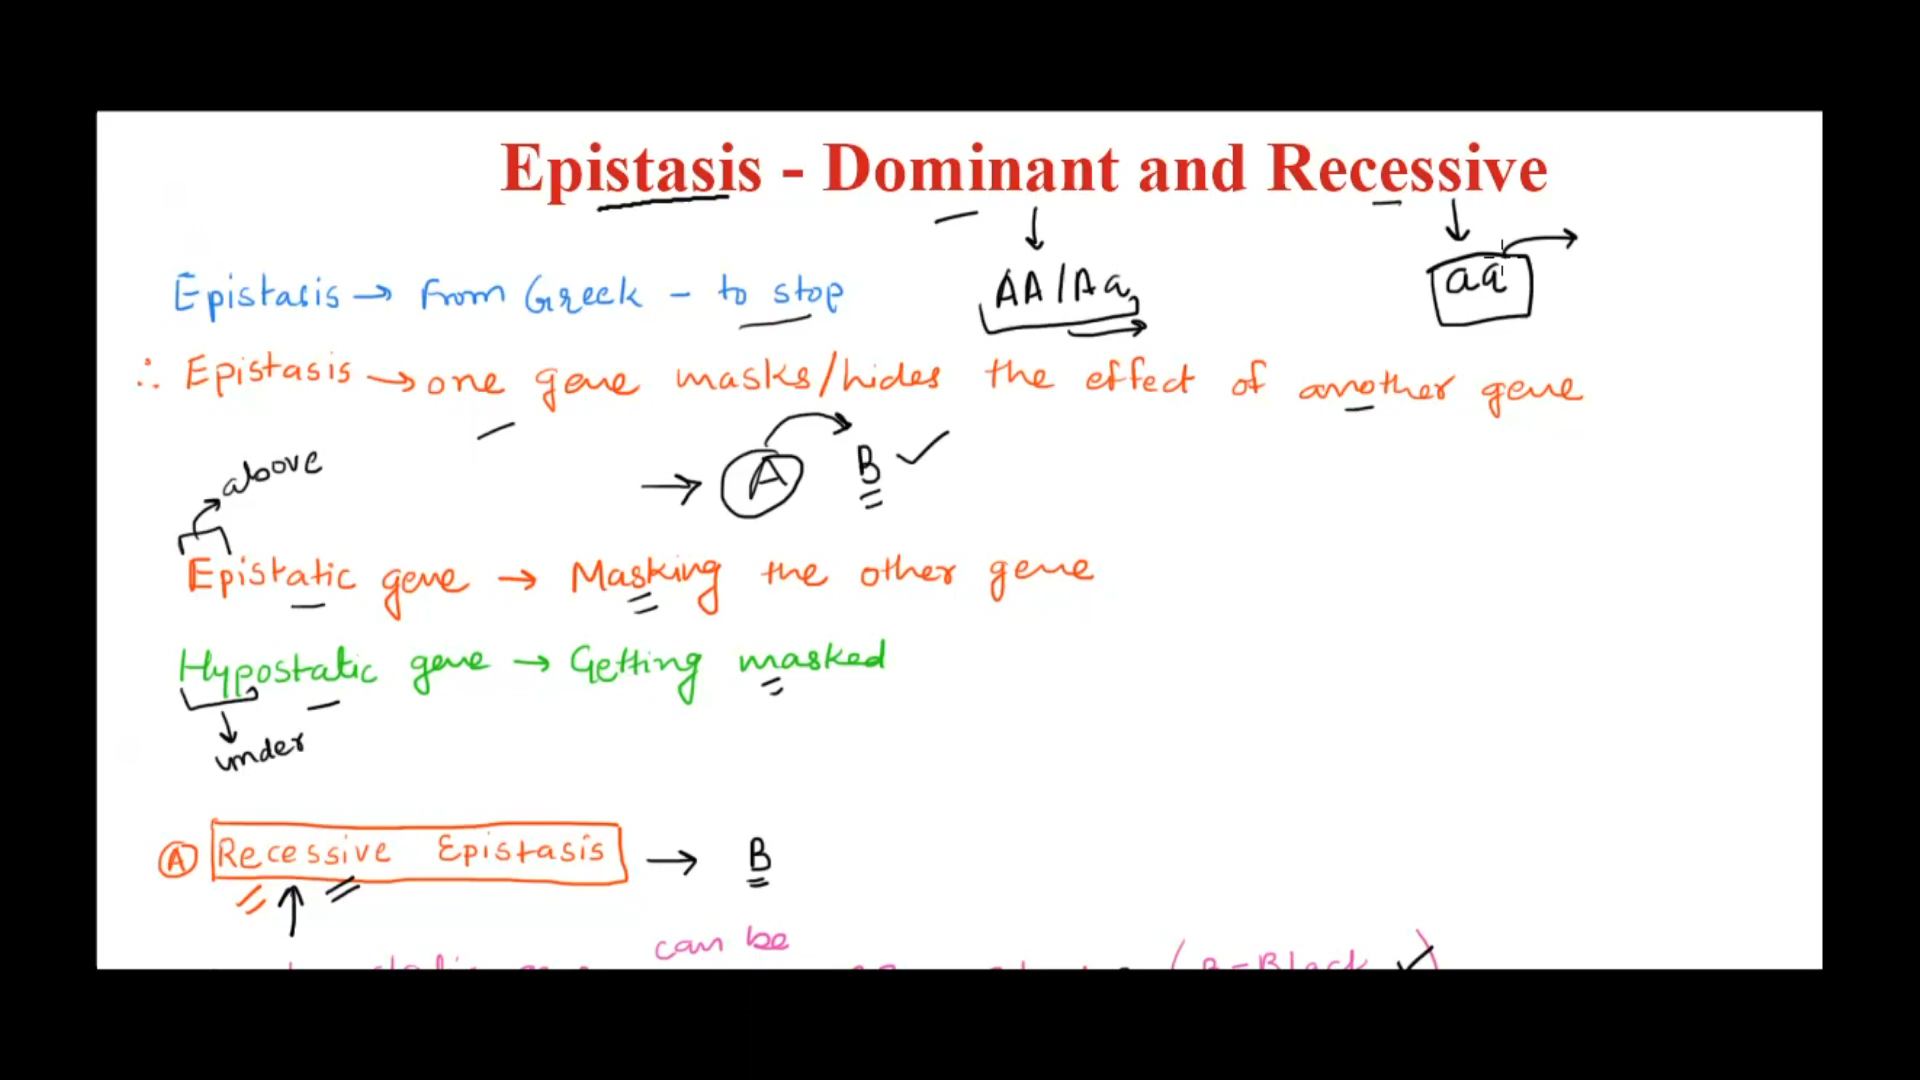 Epistasis - Dominant and Recessive
Epistasis → From Greek - to stop
AA/Aa
aa
∴ Epistasis → one gene masks/hides the effect of another gene
above
→ A B ✓
Epistatic gene → Masking the other gene
Hypostatic gene → Getting masked
under
A Recessive Epistasis → B
can be
(B=Black